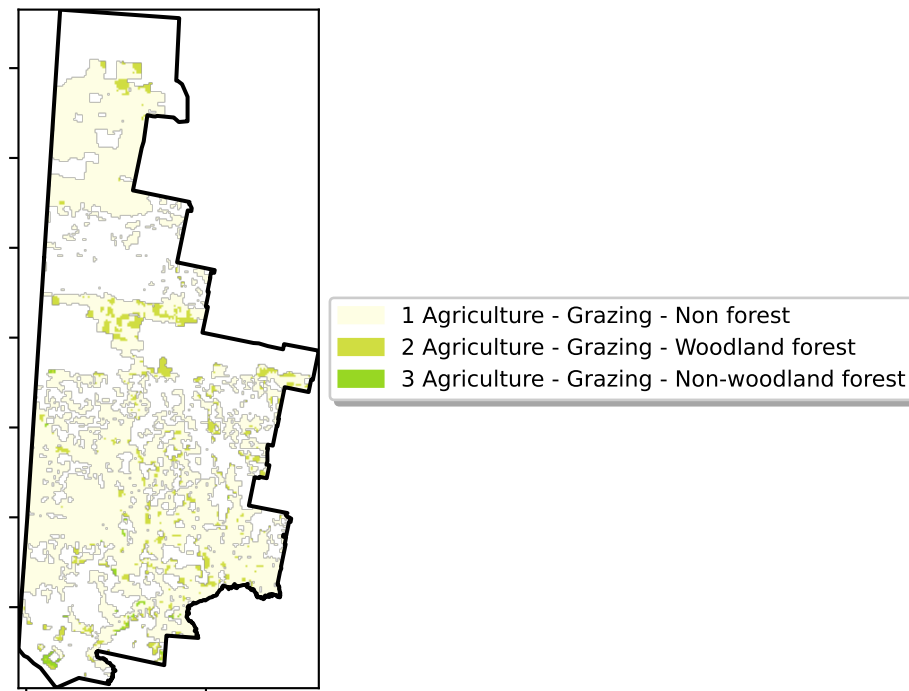 1 Agriculture - Grazing - Non forest
2 Agriculture - Grazing - Woodland forest
3 Agriculture - Grazing - Non-woodland forest